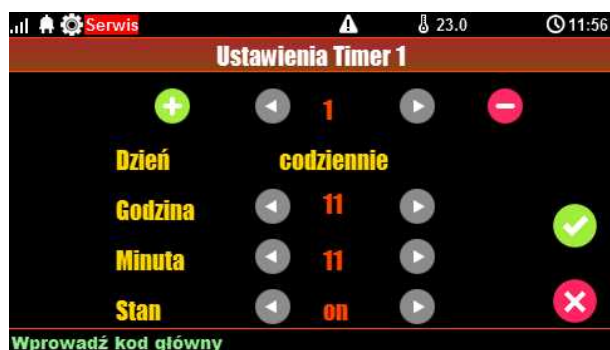 Serwis 23.0 11:56
Ustawienia Timer 1
1
Dzień codziennie
Godzina 11
Minuta 11
Stan on
Wprowadź kod główny